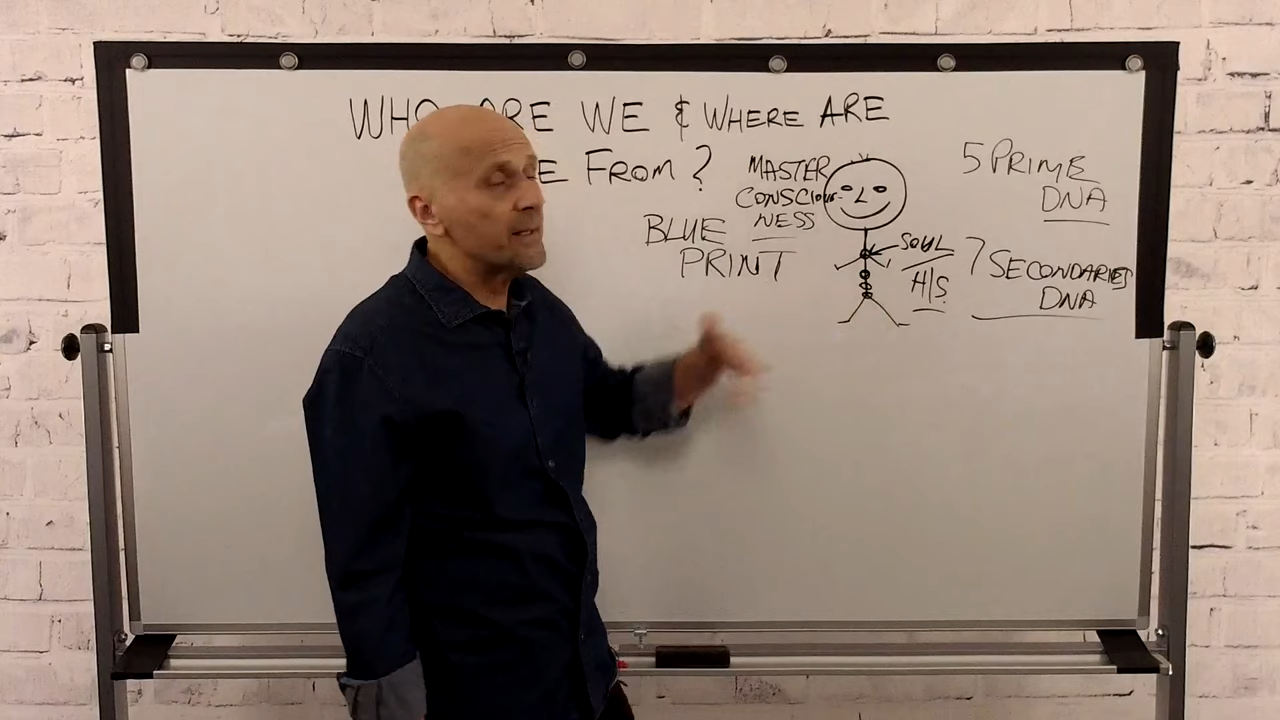 WHO ARE WE & WHERE ARE
E FROM?
MASTER
CONSCIOUS-
NESS
BLUE
PRINT
SOUL
H/S
5 PRIME
DNA
7 SECONDARIES
DNA